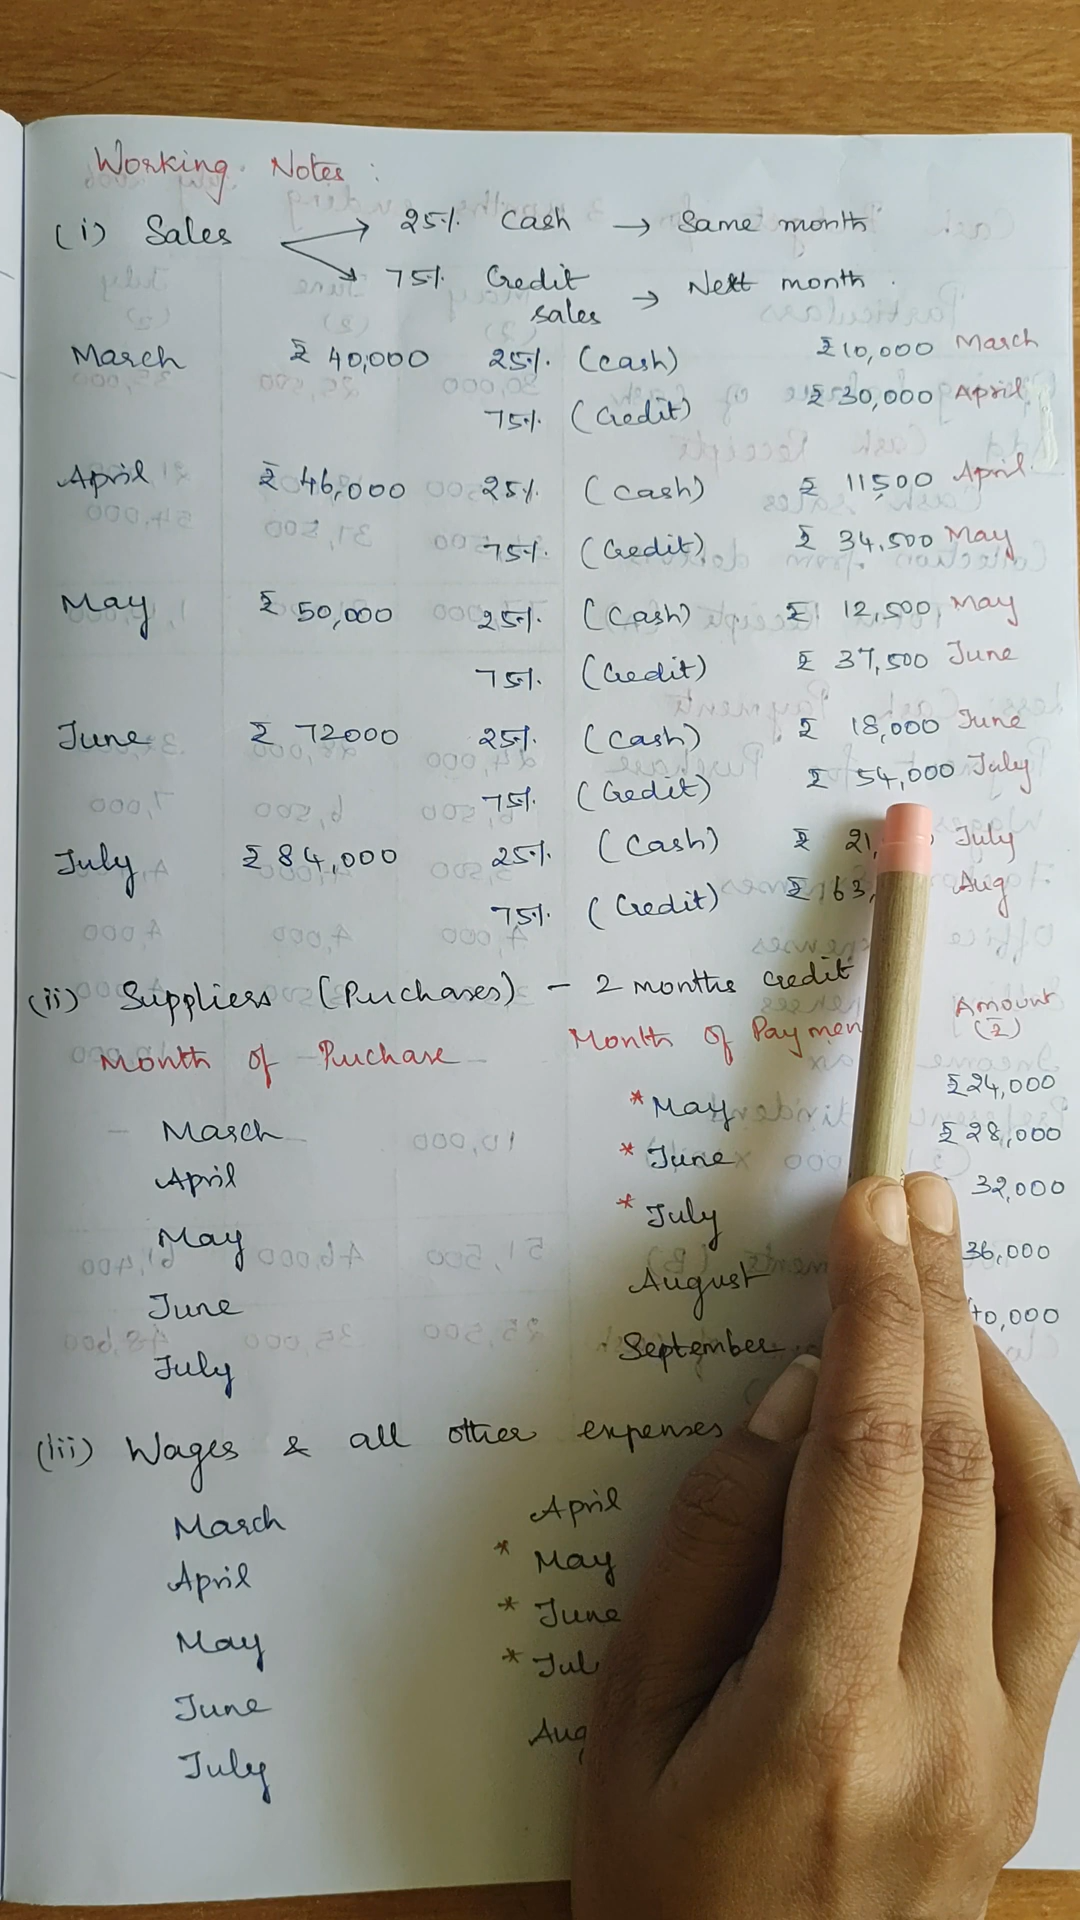 Working Notes :
(i) Sales → 25% Cash → Same month
→ 75% Credit sales → Next month
March ₹ 40,000 25% (Cash) ₹10,000 March
75% (Credit) ₹30,000 April
April ₹ 46,000 25% (Cash) ₹ 11,500 April
75% (Credit) ₹ 34,500 May
May ₹ 50,000 25% (Cash) ₹ 12,500 May
75% (Credit) ₹ 37,500 June
June ₹ 72000 25% (Cash) ₹ 18,000 June
75% (Credit) ₹ 54,000 July
July ₹84,000 25% (Cash) ₹ 21, July
75% (Credit) ₹ 63, Aug
(ii) Suppliers (Purchases) - 2 months credit
Month of Puchase Month of Paymen Amount (₹)
March * May ₹24,000
April * June ₹28,000
May * July 32,000
June August 36,000
July September
(iii) Wages & all other expenses
March April
April * May
May * June
June * Jul
July Aug